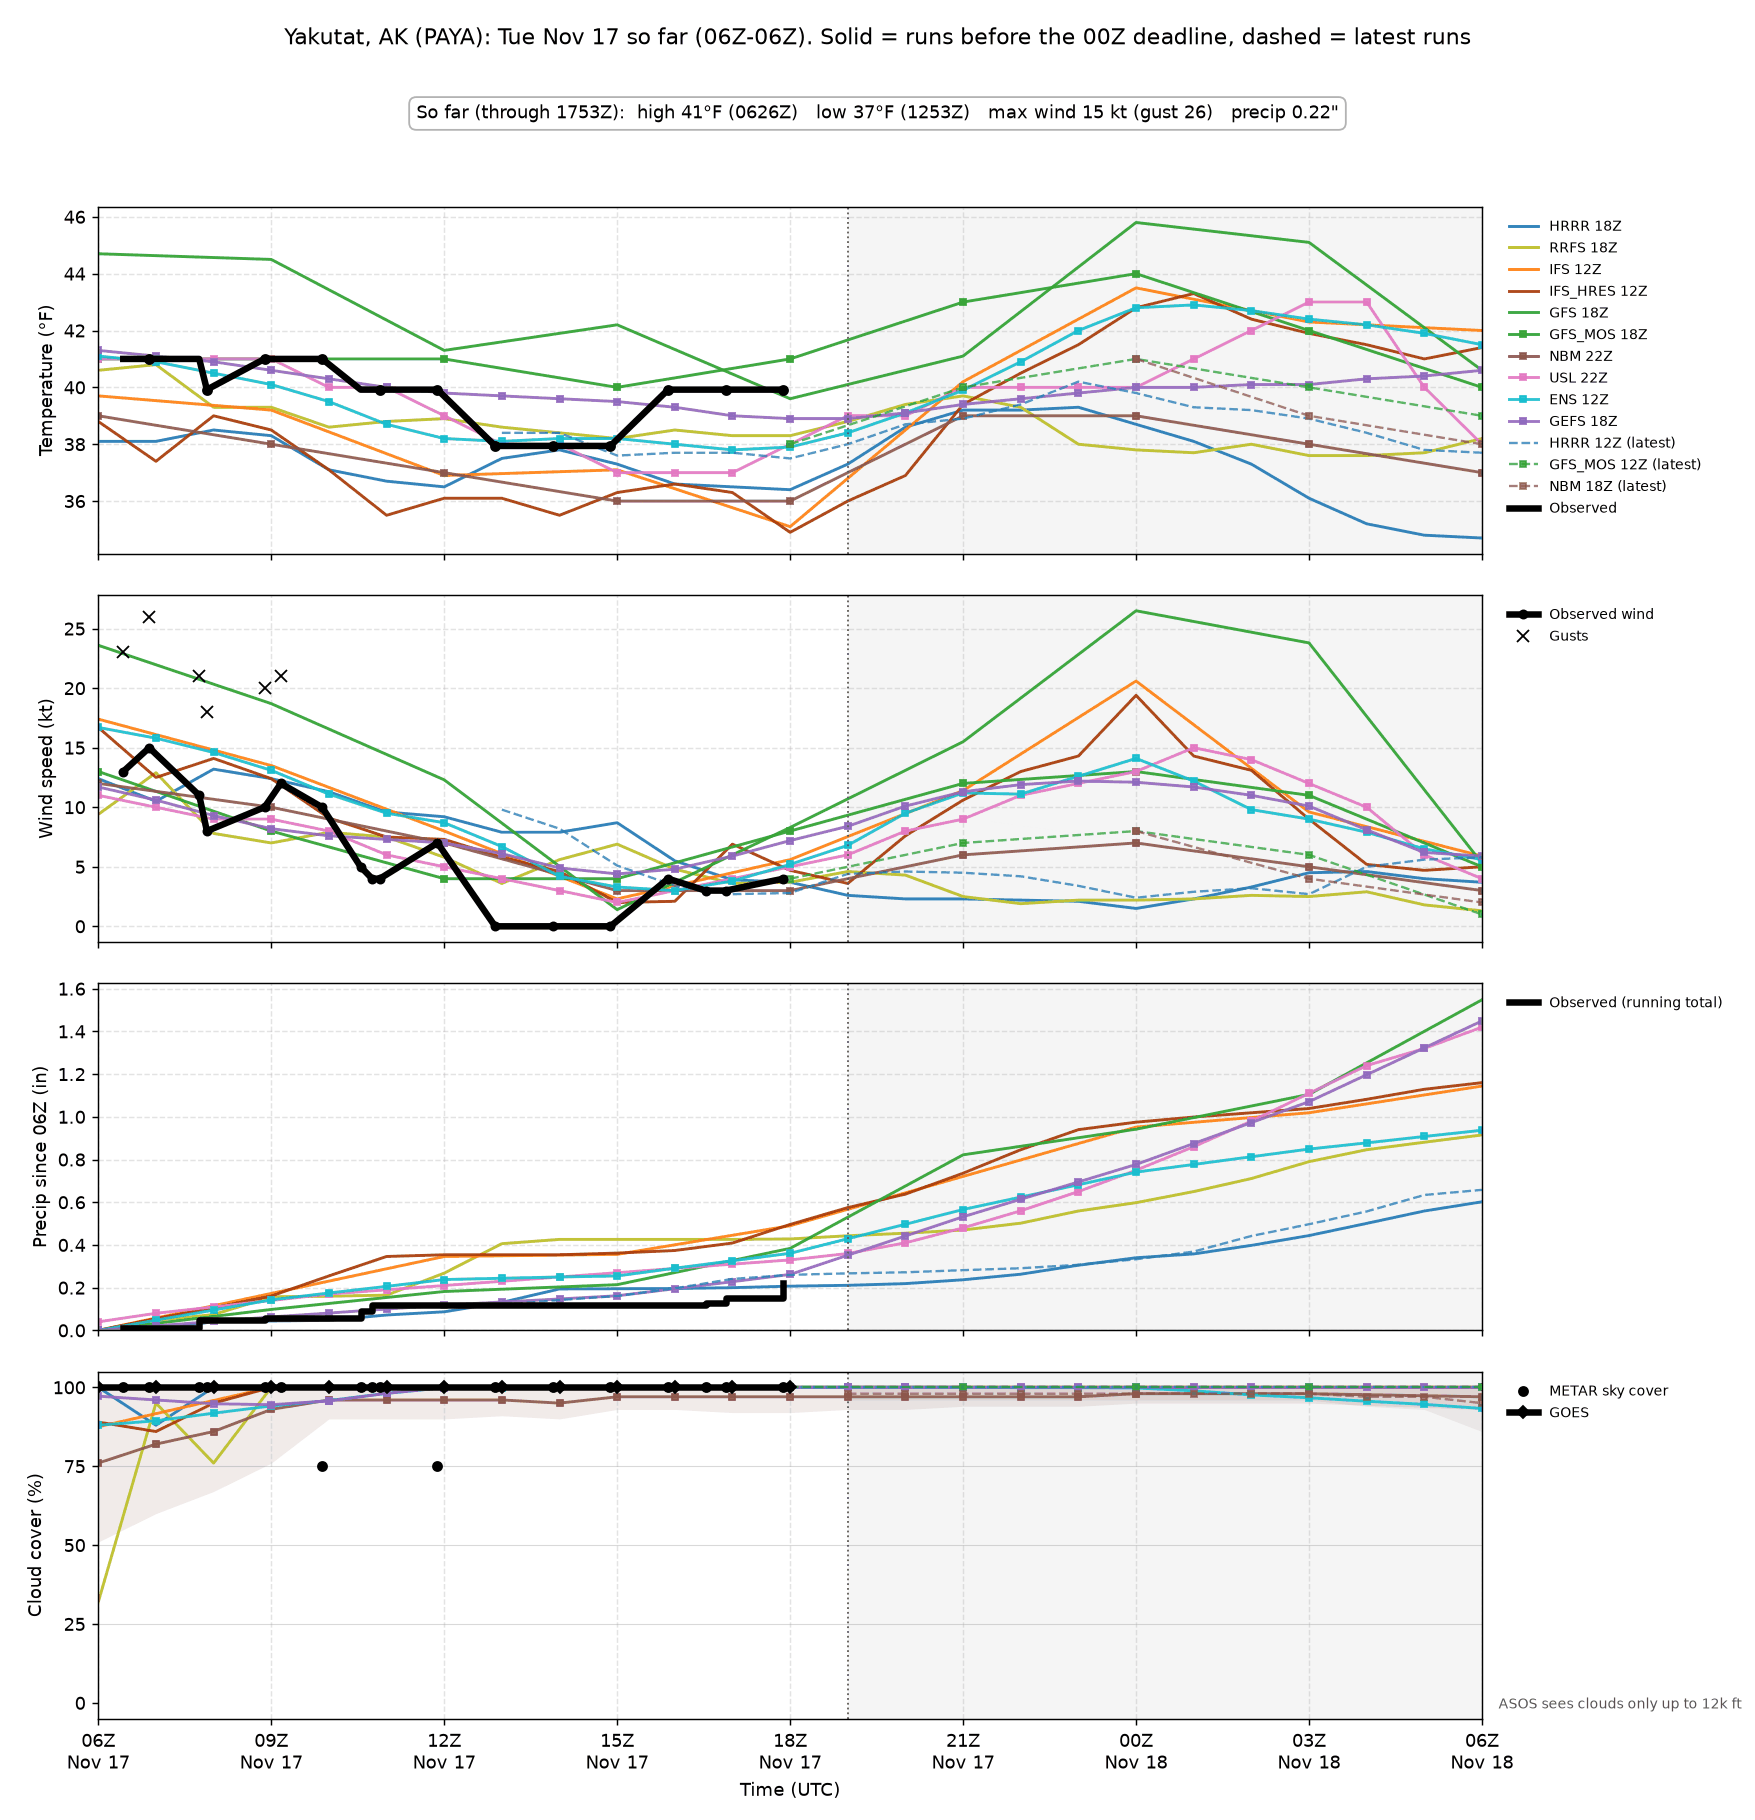 Yakutat, AK (PAYA): Tue Nov 17 so far (06Z-06Z). Solid = runs before the 00Z deadline, dashed = latest runs
So far (through 1753Z):  high 41°F (0626Z)   low 37°F (1253Z)   max wind 15 kt (gust 26)   precip 0.22"
Temperature (°F)
46
44
42
40
38
36
HRRR 18Z
RRFS 18Z
IFS 12Z
IFS_HRES 12Z
GFS 18Z
GFS_MOS 18Z
NBM 22Z
USL 22Z
ENS 12Z
GEFS 18Z
HRRR 12Z (latest)
GFS_MOS 12Z (latest)
NBM 18Z (latest)
Observed
Wind speed (kt)
25
20
15
10
5
0
Observed wind
Gusts
Precip since 06Z (in)
1.6
1.4
1.2
1.0
0.8
0.6
0.4
0.2
0.0
Observed (running total)
Cloud cover (%)
100
75
50
25
0
METAR sky cover
GOES
ASOS sees clouds only up to 12k ft
06Z
Nov 17
09Z
Nov 17
12Z
Nov 17
15Z
Nov 17
18Z
Nov 17
21Z
Nov 17
00Z
Nov 18
03Z
Nov 18
06Z
Nov 18
Time (UTC)